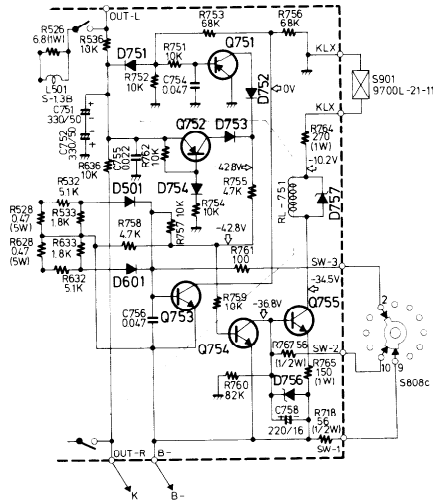 OUT-L
R526
6.8(1W)
R536
10K
L501
S-1.3B
C751
330/50
C752
330/50
R636
10K
D751
R751
10K
R752
10K
C754
0.047
R753
68K
Q751
R756
68K
D752
0V
KLX
S901
9700L-21-11
KLX
R764
270
(1W)
-10.2V
Q752
D753
C755
0.022
R762
10K
D754
R754
10K
42.8V
R755
47K
RL-751
D757
R532
5.1K
D501
R528
0.47
(5W)
R533
1.8K
R628
0.47
(5W)
R633
1.8K
R632
5.1K
D601
R758
4.7K
R757 10K
-42.8V
R761
100
SW-3
-34.5V
Q753
C756
0.047
R759
10K
-36.8V
Q755
Q754
2
R767 56
(1/2W)
SW-2
R765
150
(1W)
10 9
S808c
R760
82K
D756
C758
220/16
R718
56
(1/2W)
SW-1
OUT-R
B-
K
B-